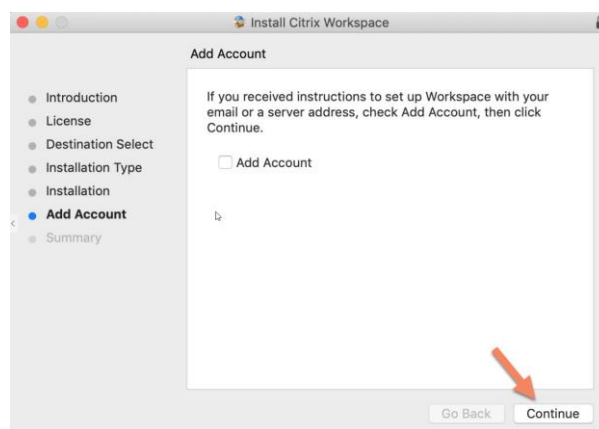 Install Citrix Workspace
Add Account
Introduction
License
Destination Select
Installation Type
Installation
Add Account
Summary
If you received instructions to set up Workspace with your
email or a server address, check Add Account, then click
Continue.
Add Account
Go Back
Continue